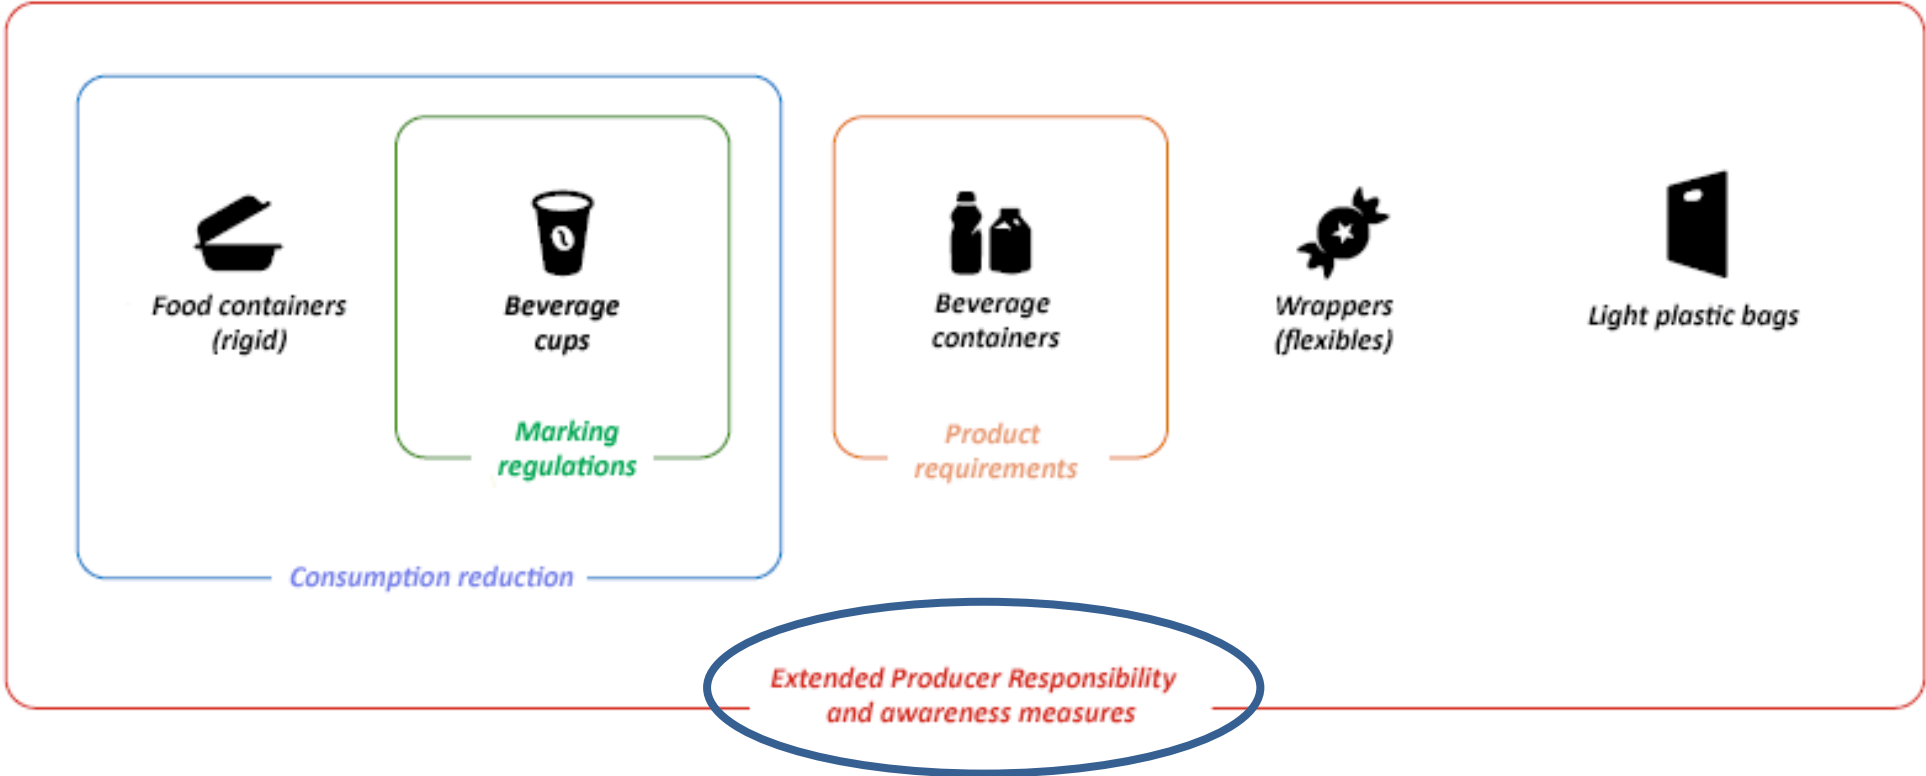 Food containers
(rigid)
Beverage
cups
Beverage
containers
Wrappers
(flexibles)
Light plastic bags
Marking
regulations
Product
requirements
Consumption reduction
Extended Producer Responsibility
and awareness measures